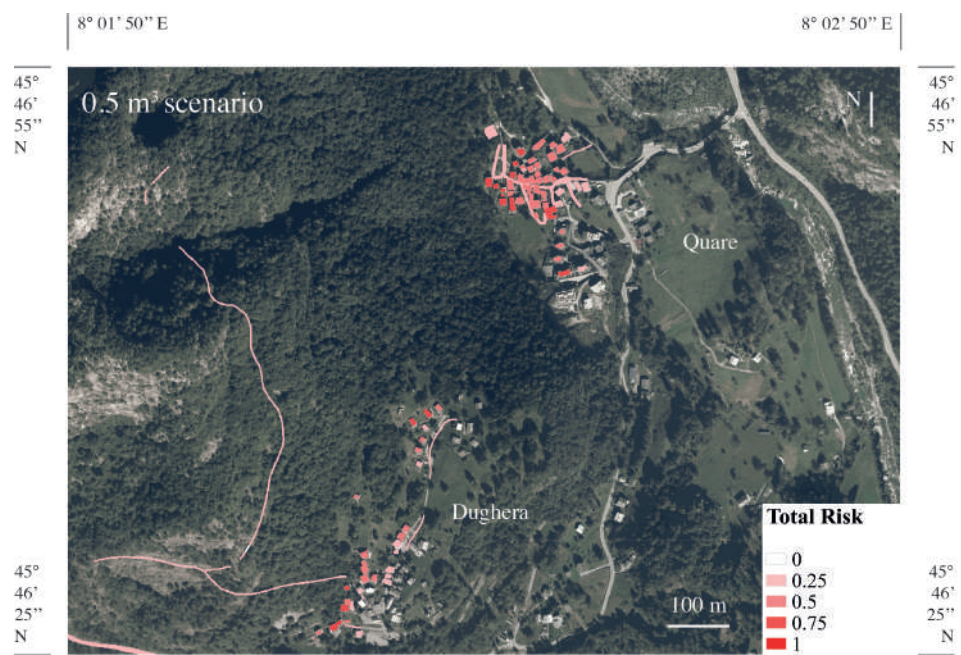 8° 01' 50'' E
8° 02' 50'' E
45°
46'
55''
N
45°
46'
55''
N
0.5 m³ scenario
N
Quare
Dughera
45°
46'
25''
N
45°
46'
25''
N
100 m
Total Risk
0
0.25
0.5
0.75
1